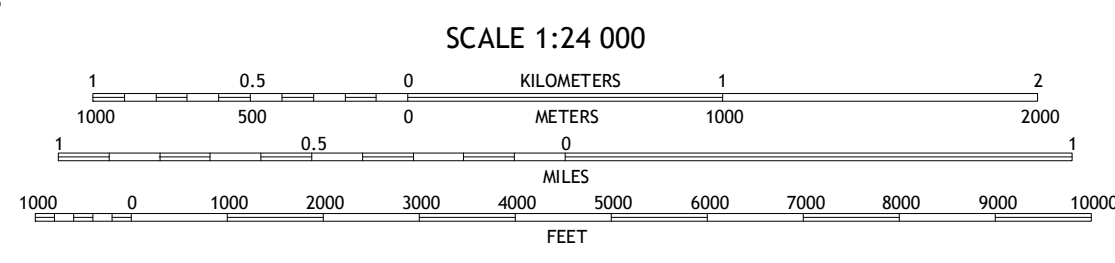 SCALE 1:24 000
1 0.5 0 KILOMETERS 1 2
1000 500 0 METERS 1000 2000
1 0.5 0 1
MILES
1000 0 1000 2000 3000 4000 5000 6000 7000 8000 9000 10000
FEET